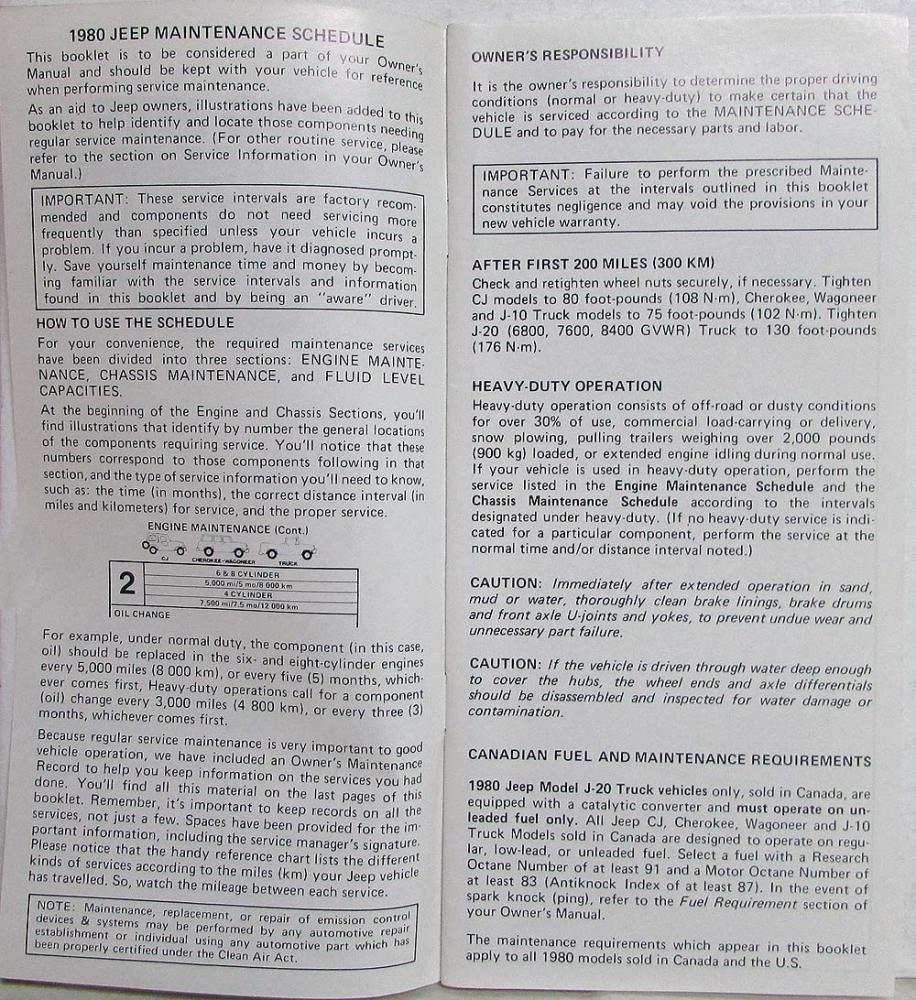 1980 JEEP MAINTENANCE SCHEDULE
This booklet is to be considered a part of your Owner's
Manual and should be kept with your vehicle for reference
when performing service maintenance.
As an aid to Jeep owners, illustrations have been added to this
booklet to help identify and locate those components needing
regular service maintenance. (For other routine service, please
refer to the section on Service Information in your Owner's
Manual.)
IMPORTANT: These service intervals are factory recom-
mended and components do not need servicing more
frequently than specified unless your vehicle incurs a
problem. If you incur a problem, have it diagnosed prompt-
ly. Save yourself maintenance time and money by becom-
ing familiar with the service intervals and information
found in this booklet and by being an "aware" driver.
HOW TO USE THE SCHEDULE
For your convenience, the required maintenance services
have been divided into three sections: ENGINE MAINTE-
NANCE, CHASSIS MAINTENANCE, and FLUID LEVEL
CAPACITIES.
At the beginning of the Engine and Chassis Sections, you'll
find illustrations that identify by number the general locations
of the components requiring service. You'll notice that these
numbers correspond to those components following in that
section, and the type of service information you'll need to know,
such as: the time (in months), the correct distance interval (in
miles and kilometers) for service, and the proper service.
ENGINE MAINTENANCE (Cont.)
CJ CHEROKEE-WAGONEER TRUCK
2
6 & 8 CYLINDER
5,000 mi/5 mo/8 000 km
4 CYLINDER
7,500 mi/7.5 mo/12 000 km
OIL CHANGE
For example, under normal duty, the component (in this case,
oil) should be replaced in the six- and eight-cylinder engines
every 5,000 miles (8 000 km), or every five (5) months, which-
ever comes first, Heavy-duty operations call for a component
(oil) change every 3,000 miles (4 800 km), or every three (3)
months, whichever comes first.
Because regular service maintenance is very important to good
vehicle operation, we have included an Owner's Maintenance
Record to help you keep information on the services you had
done. You'll find all this material on the last pages of this
booklet. Remember, it's important to keep records on all the
services, not just a few. Spaces have been provided for the im-
portant information, including the service manager's signature.
Please notice that the handy reference chart lists the different
kinds of services according to the miles (km) your Jeep vehicle
has travelled. So, watch the mileage between each service.
NOTE: Maintenance, replacement, or repair of emission control
devices & systems may be performed by any automotive repair
establishment or individual using any automotive part which has
been properly certified under the Clean Air Act.
OWNER'S RESPONSIBILITY
It is the owner's responsibility to determine the proper driving
conditions (normal or heavy-duty) to make certain that the
vehicle is serviced according to the MAINTENANCE SCHE-
DULE and to pay for the necessary parts and labor.
IMPORTANT: Failure to perform the prescribed Mainte-
nance Services at the intervals outlined in this booklet
constitutes negligence and may void the provisions in your
new vehicle warranty.
AFTER FIRST 200 MILES (300 KM)
Check and retighten wheel nuts securely, if necessary. Tighten
CJ models to 80 foot-pounds (108 N·m), Cherokee, Wagoneer
and J-10 Truck models to 75 foot-pounds (102 N·m). Tighten
J-20 (6800, 7600, 8400 GVWR) Truck to 130 foot-pounds
(176 N·m).
HEAVY-DUTY OPERATION
Heavy-duty operation consists of off-road or dusty conditions
for over 30% of use, commercial load-carrying or delivery,
snow plowing, pulling trailers weighing over 2,000 pounds
(900 kg) loaded, or extended engine idling during normal use.
If your vehicle is used in heavy-duty operation, perform the
service listed in the Engine Maintenance Schedule and the
Chassis Maintenance Schedule according to the intervals
designated under heavy-duty. (If no heavy-duty service is indi-
cated for a particular component, perform the service at the
normal time and/or distance interval noted.)
CAUTION: Immediately after extended operation in sand,
mud or water, thoroughly clean brake linings, brake drums
and front axle U-joints and yokes, to prevent undue wear and
unnecessary part failure.
CAUTION: If the vehicle is driven through water deep enough
to cover the hubs, the wheel ends and axle differentials
should be disassembled and inspected for water damage or
contamination.
CANADIAN FUEL AND MAINTENANCE REQUIREMENTS
1980 Jeep Model J-20 Truck vehicles only, sold in Canada, are
equipped with a catalytic converter and must operate on un-
leaded fuel only. All Jeep CJ, Cherokee, Wagoneer and J-10
Truck Models sold in Canada are designed to operate on regu-
lar, low-lead, or unleaded fuel. Select a fuel with a Research
Octane Number of at least 91 and a Motor Octane Number of
at least 83 (Antiknock Index of at least 87). In the event of
spark knock (ping), refer to the Fuel Requirement section of
your Owner's Manual.
The maintenance requirements which appear in this booklet
apply to all 1980 models sold in Canada and the U.S.